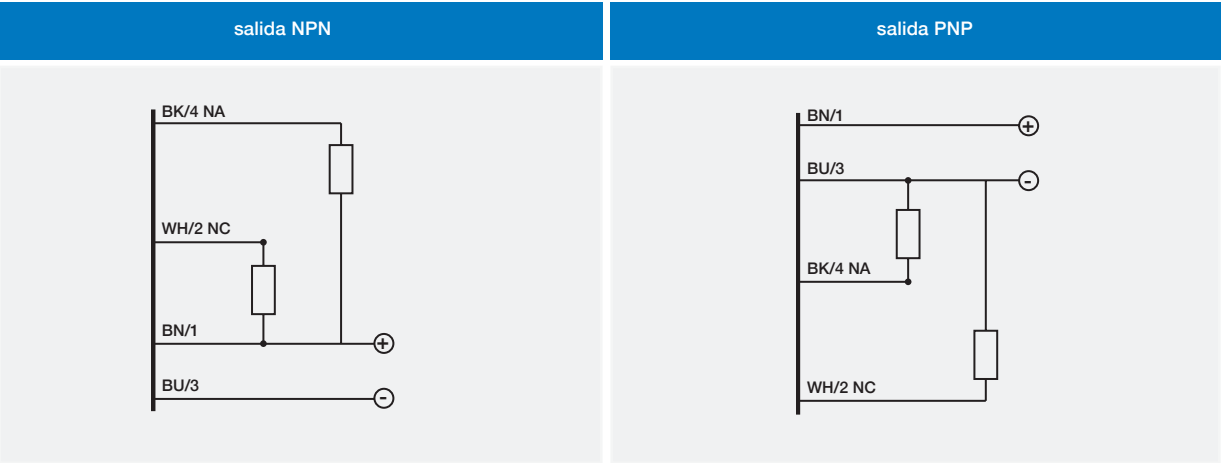 salida NPN
BK/4 NA
WH/2 NC
BN/1
+
BU/3
-
salida PNP
BN/1
+
BU/3
-
BK/4 NA
WH/2 NC